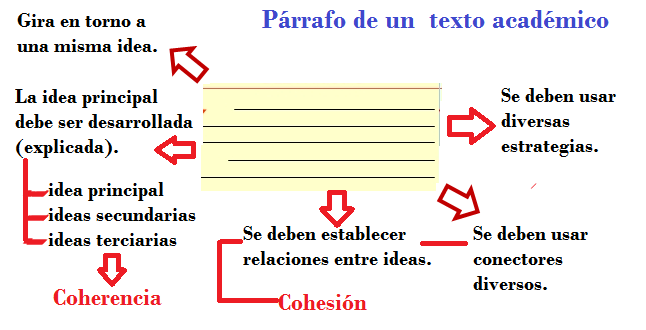 Párrafo de un texto académico
Gira en torno a
una misma idea.
La idea principal
debe ser desarrollada
(explicada).
idea principal
ideas secundarias
ideas terciarias
Coherencia
Se deben establecer
relaciones entre ideas.
Cohesión
Se deben usar
diversas
estrategias.
Se deben usar
conectores
diversos.